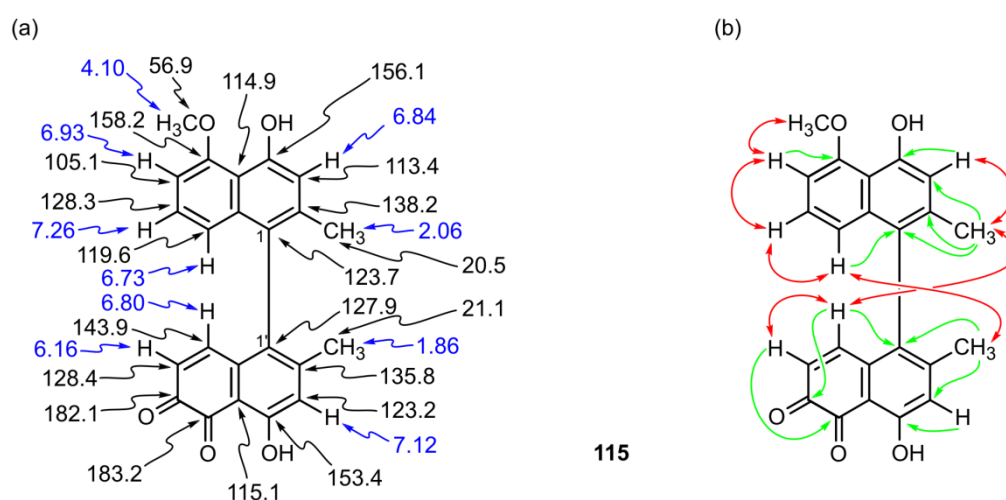 (a)
(b)
4.10
56.9
114.9
156.1
H₃C
O
OH
6.84
158.2
6.93
H
H
105.1
113.4
128.3
138.2
H
7.26
1
CH₃
2.06
119.6
H
123.7
20.5
6.73
6.80
H
127.9
21.1
143.9
6.16
H
1'
CH₃
1.86
128.4
135.8
182.1
O
123.2
H
7.12
O
OH
183.2
115.1
153.4
115
H₃C
O
OH
H
H
H
CH₃
H
H
H
CH₃
O
H
O
OH